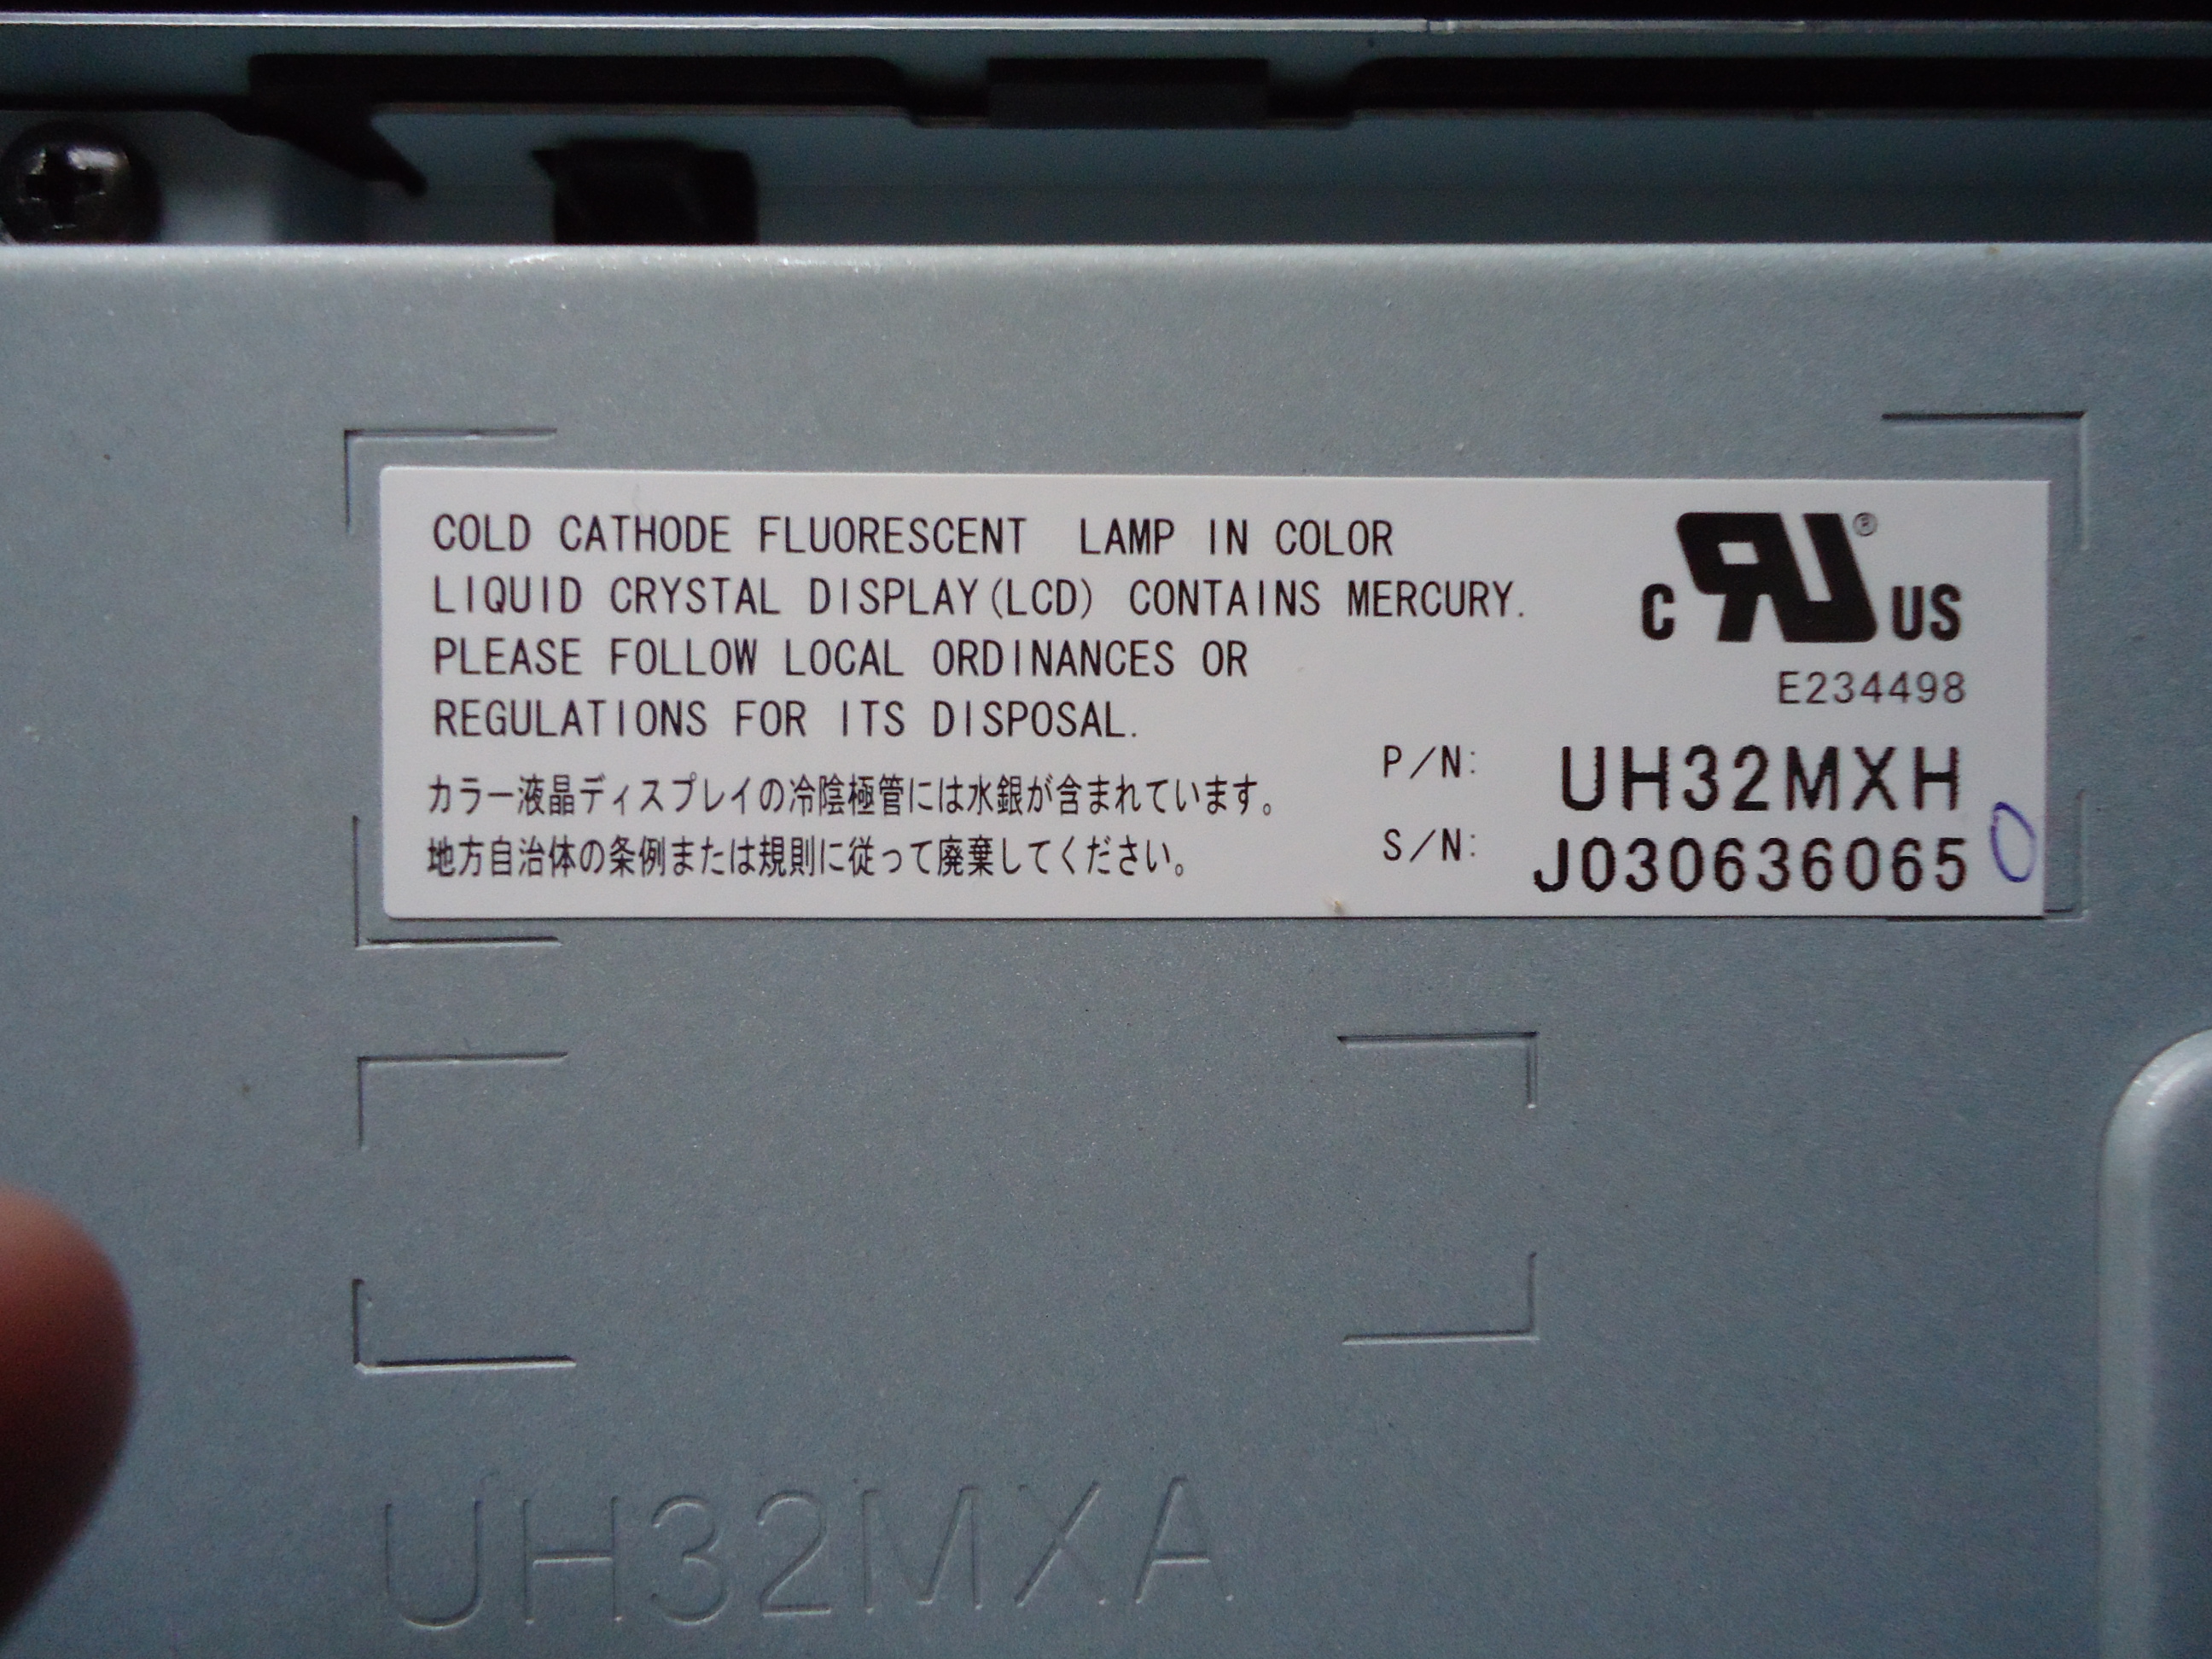 COLD CATHODE FLUORESCENT LAMP IN COLOR
LIQUID CRYSTAL DISPLAY(LCD) CONTAINS MERCURY.
PLEASE FOLLOW LOCAL ORDINANCES OR
REGULATIONS FOR ITS DISPOSAL.
カラー液晶ディスプレイの冷陰極管には水銀が含まれています。
地方自治体の条例または規則に従って廃棄してください。
C RU® US
E234498
P/N: UH32MXH
S/N: J030636065
UH32MXA